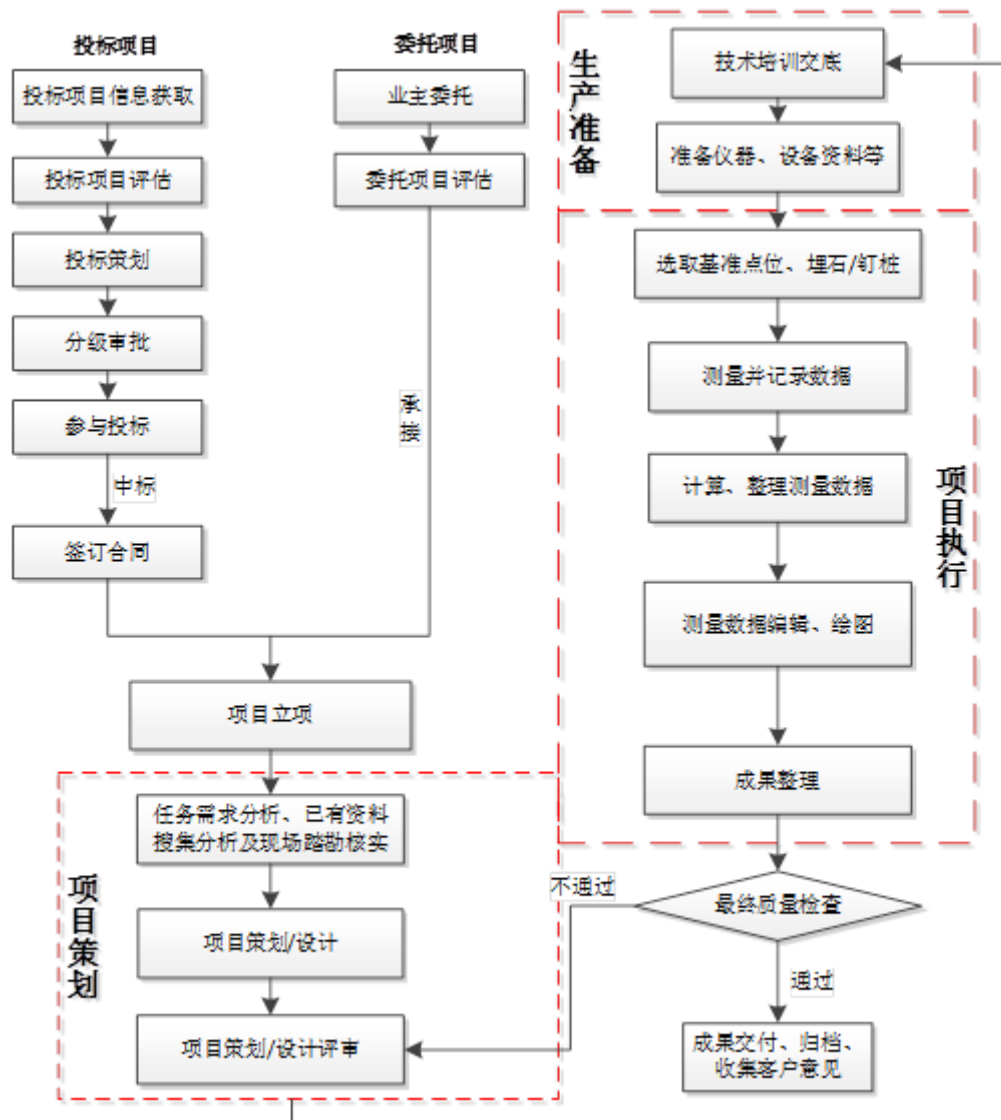 投标项目
投标项目信息获取
投标项目评估
投标策划
分级审批
参与投标
中标
签订合同
委托项目
业主委托
委托项目评估
承
接
项目立项
项目策划
任务需求分析、已有资料
搜集分析及现场踏勘核实
项目策划/设计
项目策划/设计评审
生产准备
技术培训交底
准备仪器、设备资料等
项目执行
选取基准点位、埋石/钉桩
测量并记录数据
计算、整理测量数据
测量数据编辑、绘图
成果整理
最终质量检查
不通过
通过
成果交付、归档、
收集客户意见